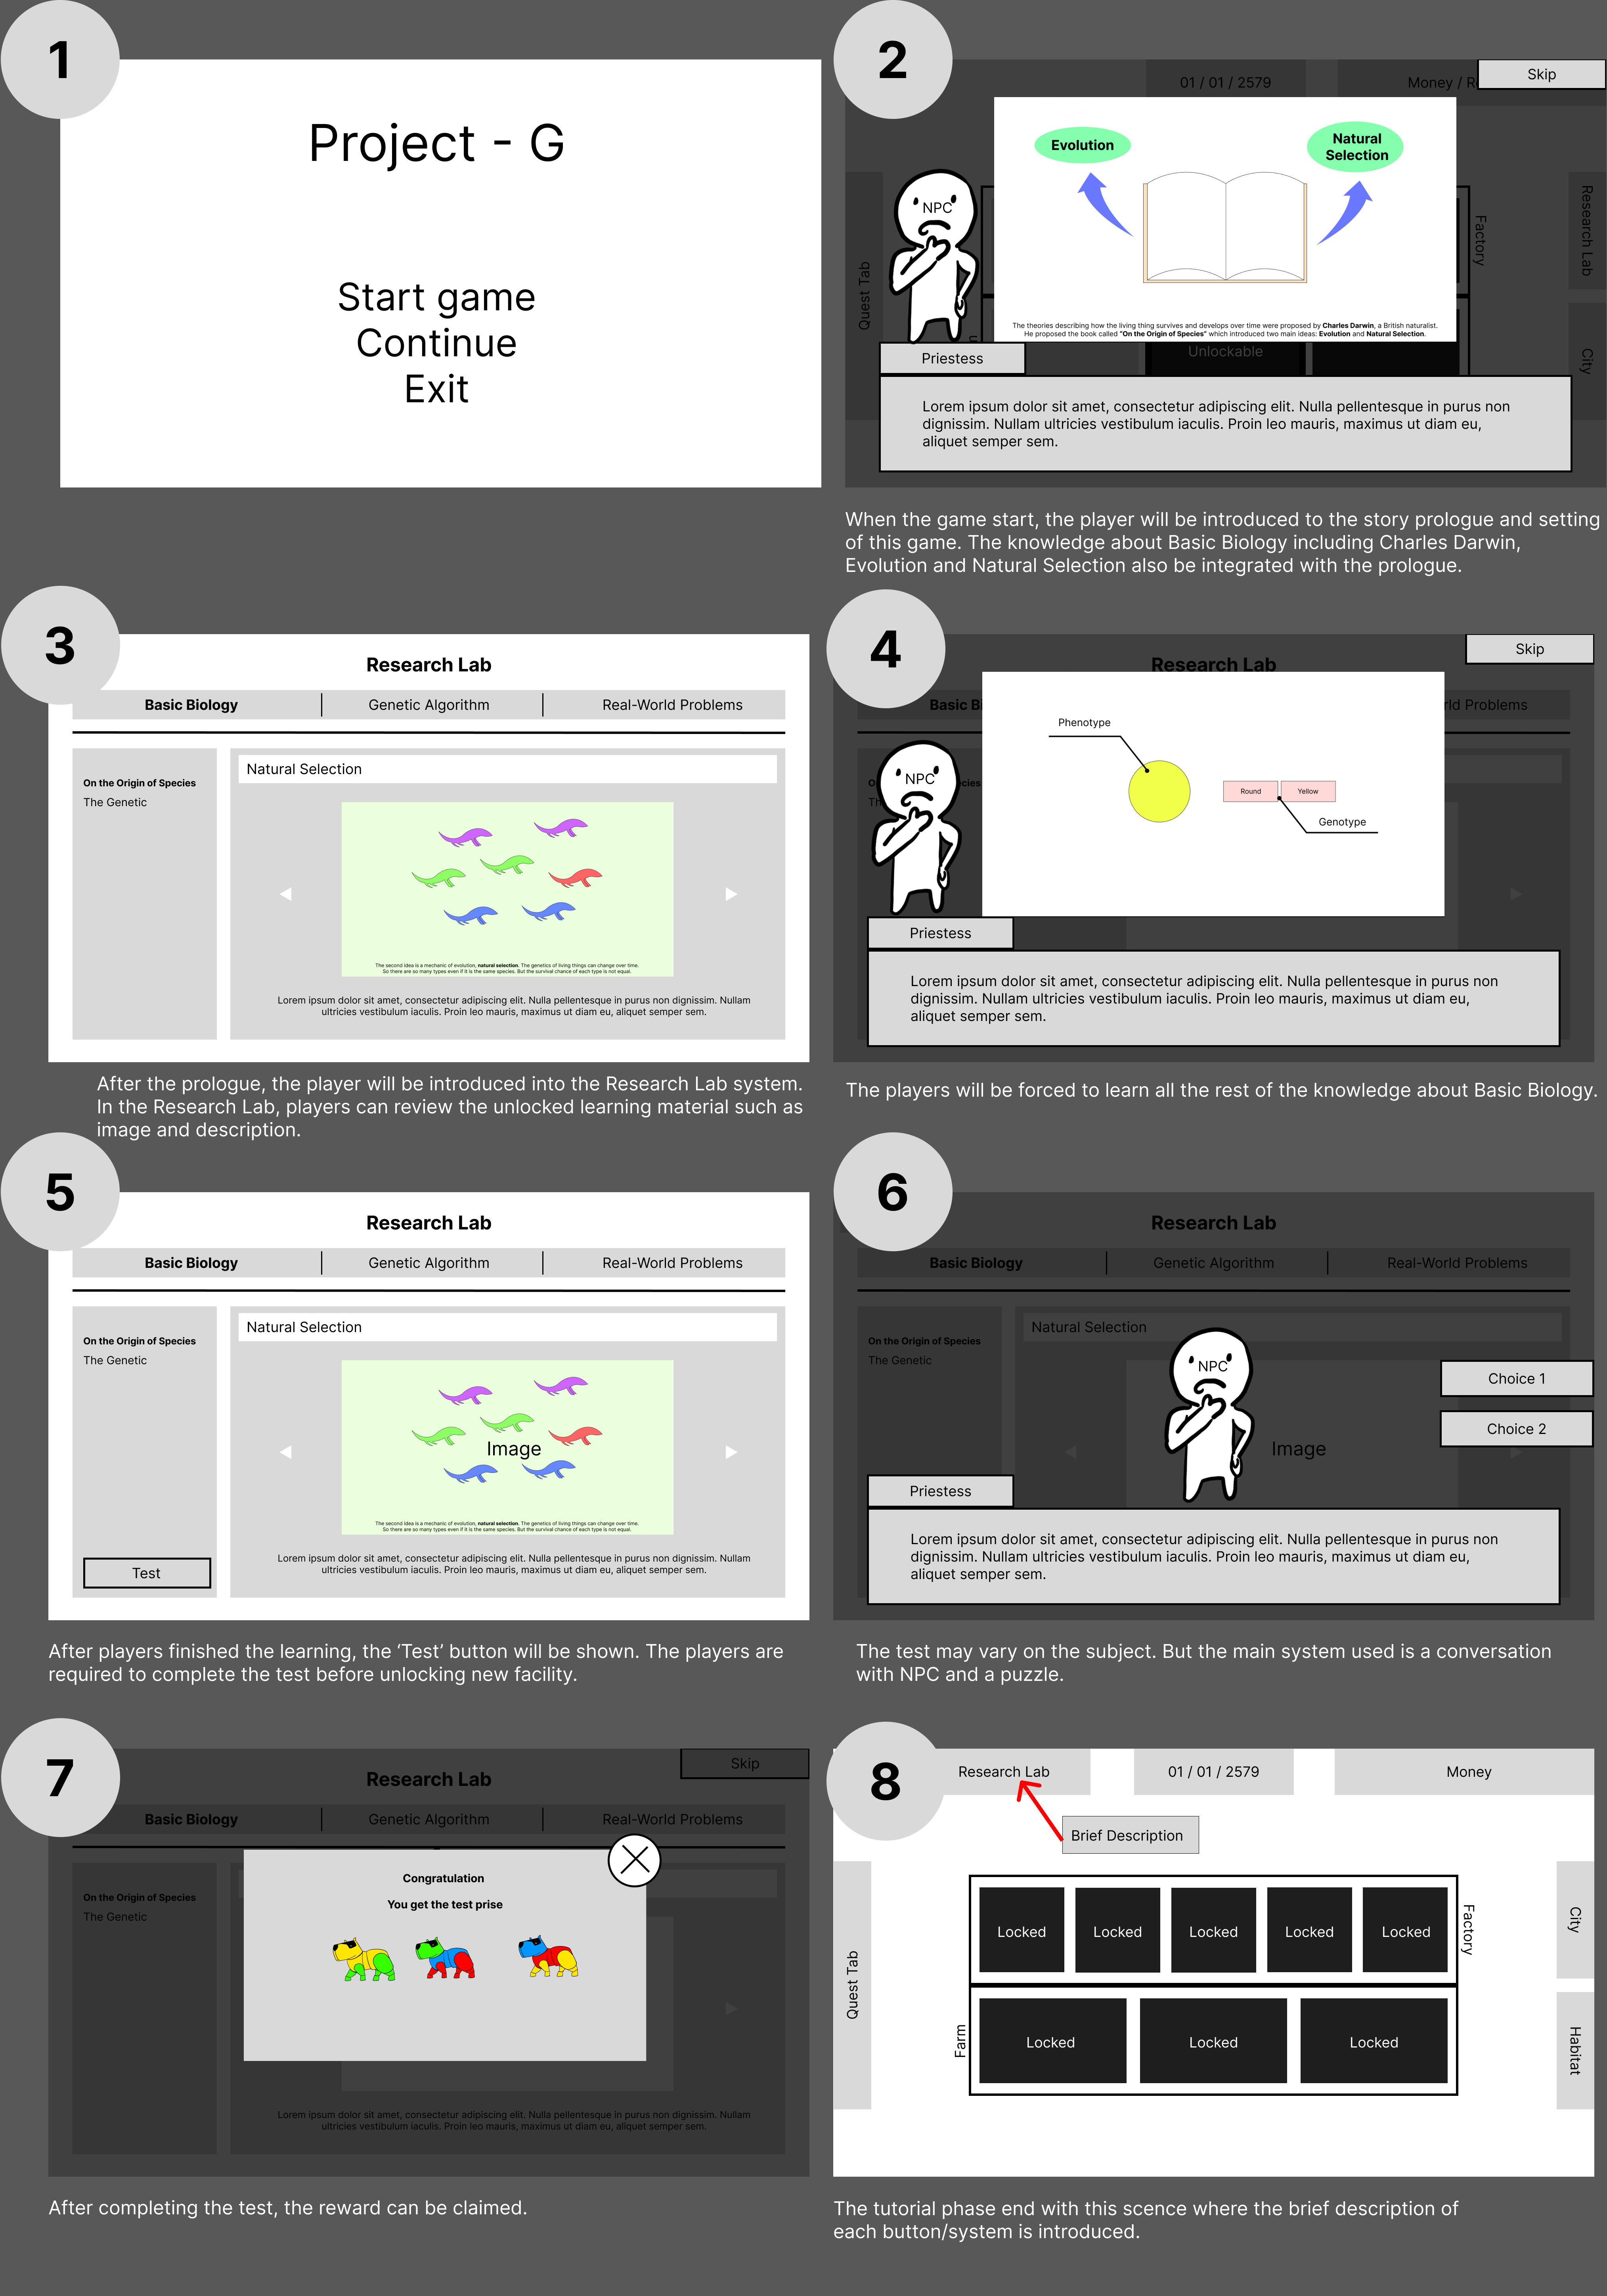 1
Project - G
Start game
Continue
Exit
2
01 / 01 / 2579
Money / R
Skip
Evolution
Natural
Selection
NPC
Quest Tab
Factory
Research Lab
City
The theories describing how the living thing survives and develops over time were proposed by Charles Darwin, a British naturalist.
He proposed the book called "On the Origin of Species" which introduced two main ideas: Evolution and Natural Selection.
Unlockable
Priestess
Lorem ipsum dolor sit amet, consectetur adipiscing elit. Nulla pellentesque in purus non
dignissim. Nullam ultricies vestibulum iaculis. Proin leo mauris, maximus ut diam eu,
aliquet semper sem.
When the game start, the player will be introduced to the story prologue and setting
of this game. The knowledge about Basic Biology including Charles Darwin,
Evolution and Natural Selection also be integrated with the prologue.
3
Research Lab
Basic Biology
Genetic Algorithm
Real-World Problems
On the Origin of Species
The Genetic
Natural Selection
The second idea is a mechanic of evolution, natural selection. The genetics of living things can change over time.
So there are so many types even if it is the same species. But the survival chance of each type is not equal.
Lorem ipsum dolor sit amet, consectetur adipiscing elit. Nulla pellentesque in purus non dignissim. Nullam
ultricies vestibulum iaculis. Proin leo mauris, maximus ut diam eu, aliquet semper sem.
After the prologue, the player will be introduced into the Research Lab system.
In the Research Lab, players can review the unlocked learning material such as
image and description.
4
Research Lab
Skip
Basic Bi
rld Problems
O
cies
Th
Phenotype
Round
Yellow
Genotype
NPC
Priestess
Lorem ipsum dolor sit amet, consectetur adipiscing elit. Nulla pellentesque in purus non
dignissim. Nullam ultricies vestibulum iaculis. Proin leo mauris, maximus ut diam eu,
aliquet semper sem.
The players will be forced to learn all the rest of the knowledge about Basic Biology.
5
Research Lab
Basic Biology
Genetic Algorithm
Real-World Problems
On the Origin of Species
The Genetic
Natural Selection
Image
The second idea is a mechanic of evolution, natural selection. The genetics of living things can change over time.
So there are so many types even if it is the same species. But the survival chance of each type is not equal.
Lorem ipsum dolor sit amet, consectetur adipiscing elit. Nulla pellentesque in purus non dignissim. Nullam
ultricies vestibulum iaculis. Proin leo mauris, maximus ut diam eu, aliquet semper sem.
Test
After players finished the learning, the ‘Test’ button will be shown. The players are
required to complete the test before unlocking new facility.
6
Research Lab
Basic Biology
Genetic Algorithm
Real-World Problems
On the Origin of Species
The Genetic
Natural Selection
NPC
Image
Choice 1
Choice 2
Priestess
Lorem ipsum dolor sit amet, consectetur adipiscing elit. Nulla pellentesque in purus non
dignissim. Nullam ultricies vestibulum iaculis. Proin leo mauris, maximus ut diam eu,
aliquet semper sem.
The test may vary on the subject. But the main system used is a conversation
with NPC and a puzzle.
7
Skip
Research Lab
Basic Biology
Genetic Algorithm
Real-World Problems
On the Origin of Species
The Genetic
Congratulation
You get the test prise
Lorem ipsum dolor sit amet, consectetur adipiscing elit. Nulla pellentesque in purus non dignissim. Nullam
ultricies vestibulum iaculis. Proin leo mauris, maximus ut diam eu, aliquet semper sem.
After completing the test, the reward can be claimed.
8
Research Lab
01 / 01 / 2579
Money
Brief Description
Quest Tab
Locked
Locked
Locked
Locked
Locked
Factory
City
Farm
Locked
Locked
Locked
Habitat
The tutorial phase end with this scence where the brief description of
each button/system is introduced.